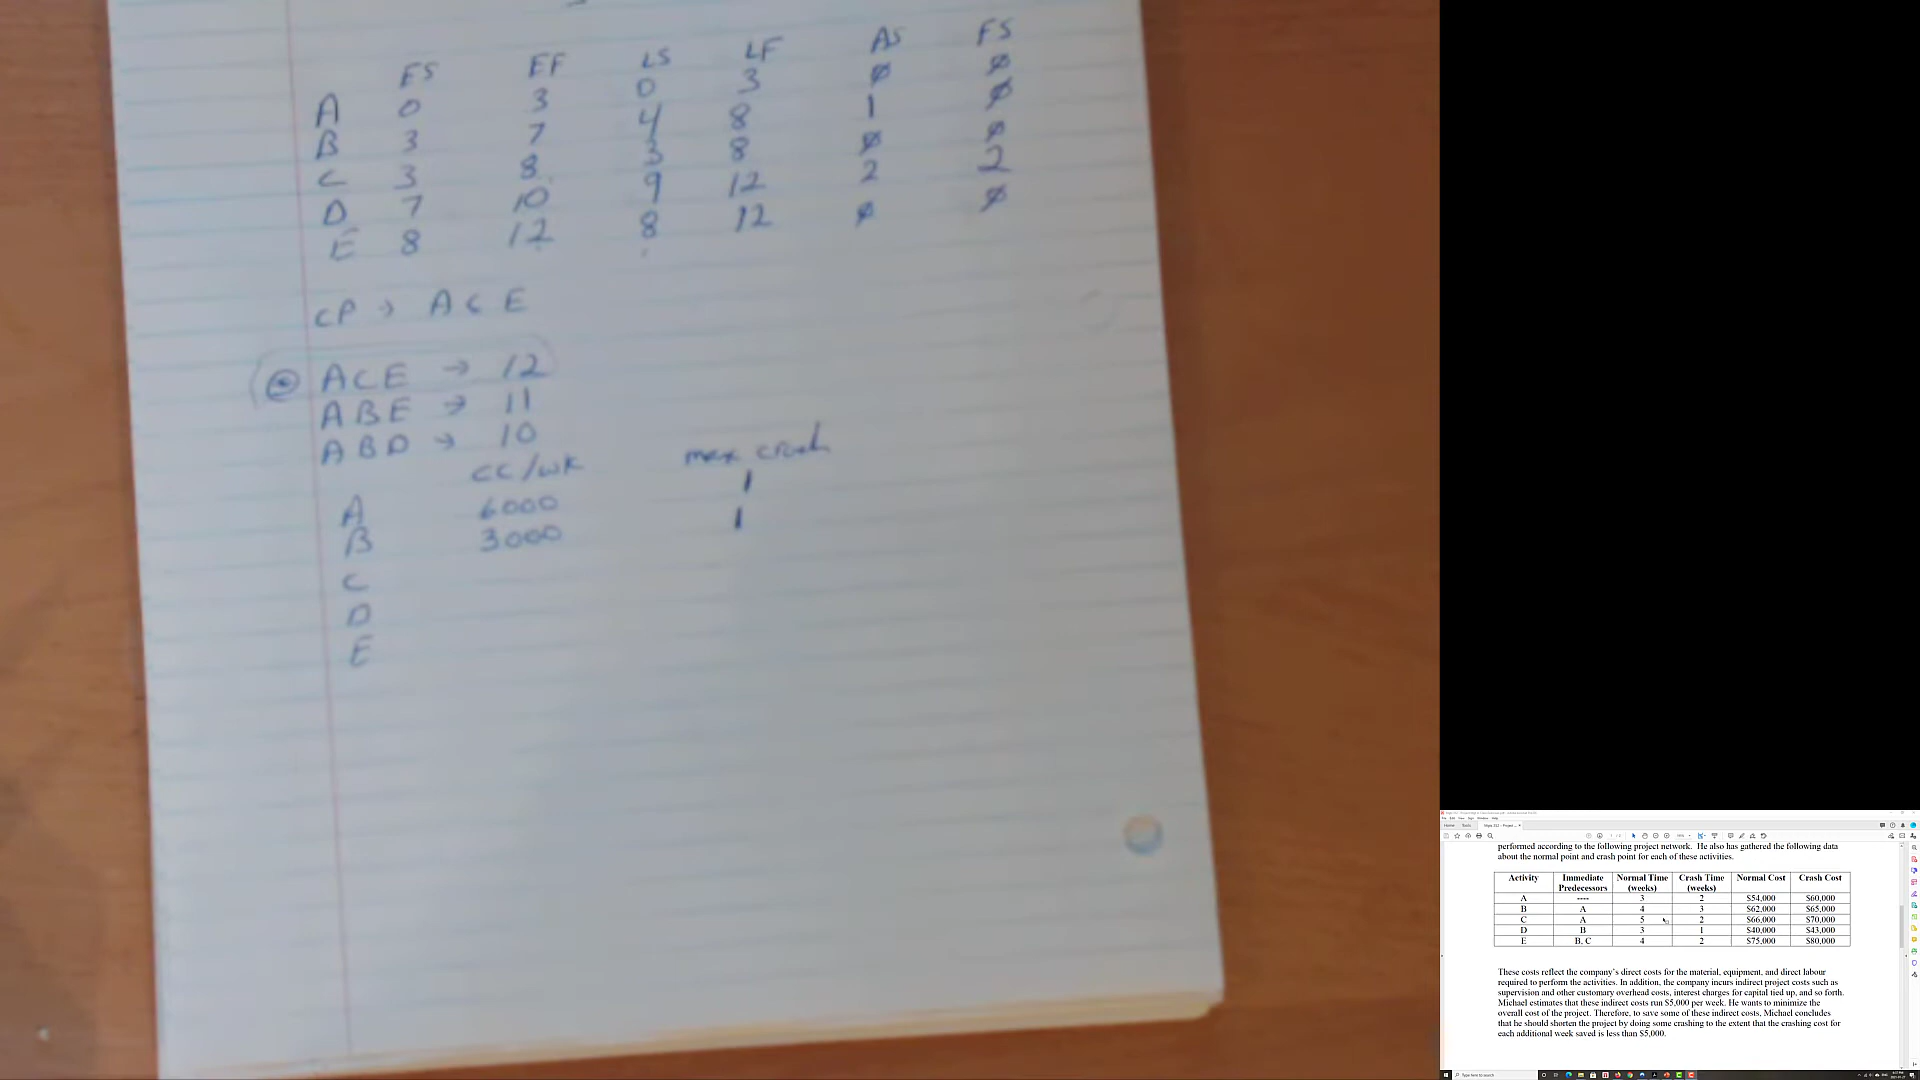 ES EF LS LF AS FS
A 0 3 0 3 ∅ ∅
B 3 7 4 8 1 ∅
C 3 8 3 8 ∅ ∅
D 7 10 9 12 2 2
E 8 12 8 12 ∅ ∅
CP → A C E
ACE → 12
ABE → 11
ABD → 10
cc/wk max crash
A 6000 1
B 3000 1
C
D
E
performed according to the following project network. He also has gathered the following data
about the normal point and crash point for each of these activities.
Activity Immediate Predecessors Normal Time (weeks) Crash Time (weeks) Normal Cost Crash Cost
A ---- 3 2 $54,000 $60,000
B A 4 3 $62,000 $65,000
C A 5 2 $66,000 $70,000
D B 3 1 $40,000 $43,000
E B, C 4 2 $75,000 $80,000
These costs reflect the company's direct costs for the material, equipment, and direct labour
required to perform the activities. In addition, the company incurs indirect project costs such as
supervision and other customary overhead costs, interest charges for capital tied up, and so forth.
Michael estimates that these indirect costs run $5,000 per week. He wants to minimize the
overall cost of the project. Therefore, to save some of these indirect costs, Michael concludes
that he should shorten the project by doing some crashing to the extent that the crashing cost for
each additional week saved is less than $5,000.